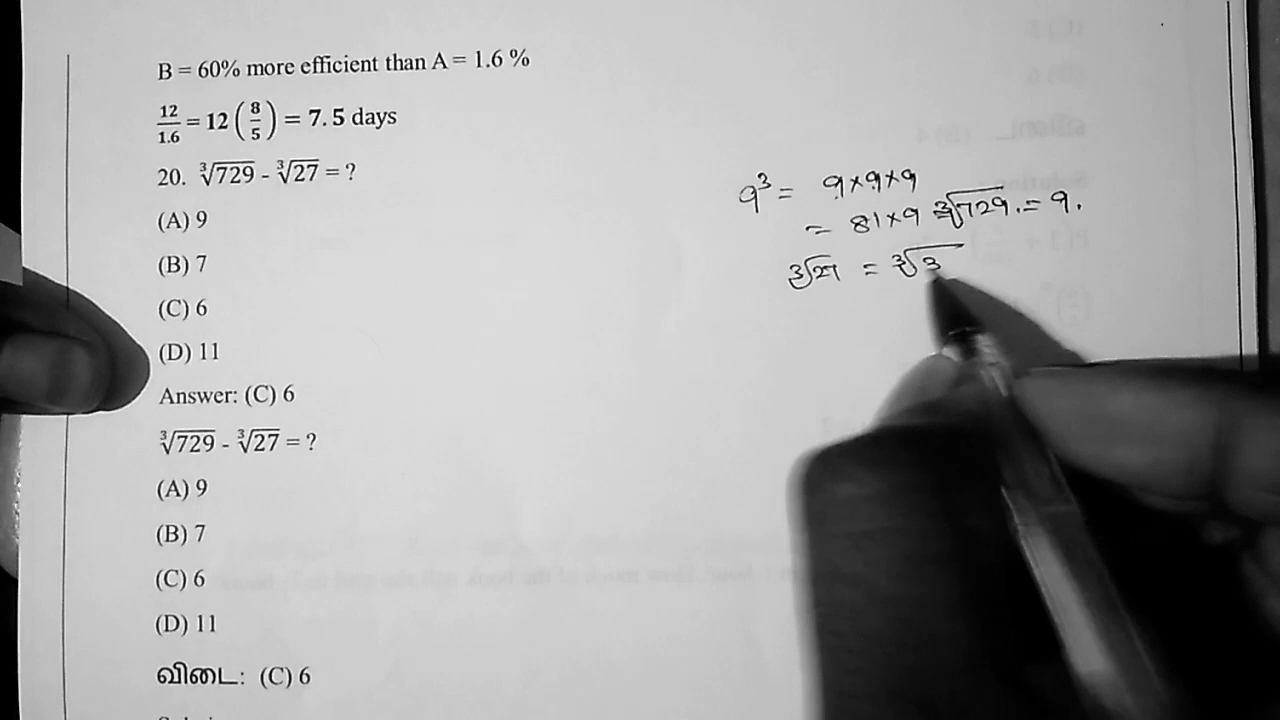 B = 60% more efficient than A = 1.6 %
12/1.6 = 12 (8/5) = 7.5 days
20. ∛729 - ∛27 = ?
(A) 9
(B) 7
(C) 6
(D) 11
Answer: (C) 6
∛729 - ∛27 = ?
(A) 9
(B) 7
(C) 6
(D) 11
விடை: (C) 6
9³ = 9×9×9
= 81×9 ∛729 = 9.
∛27 = ∛3